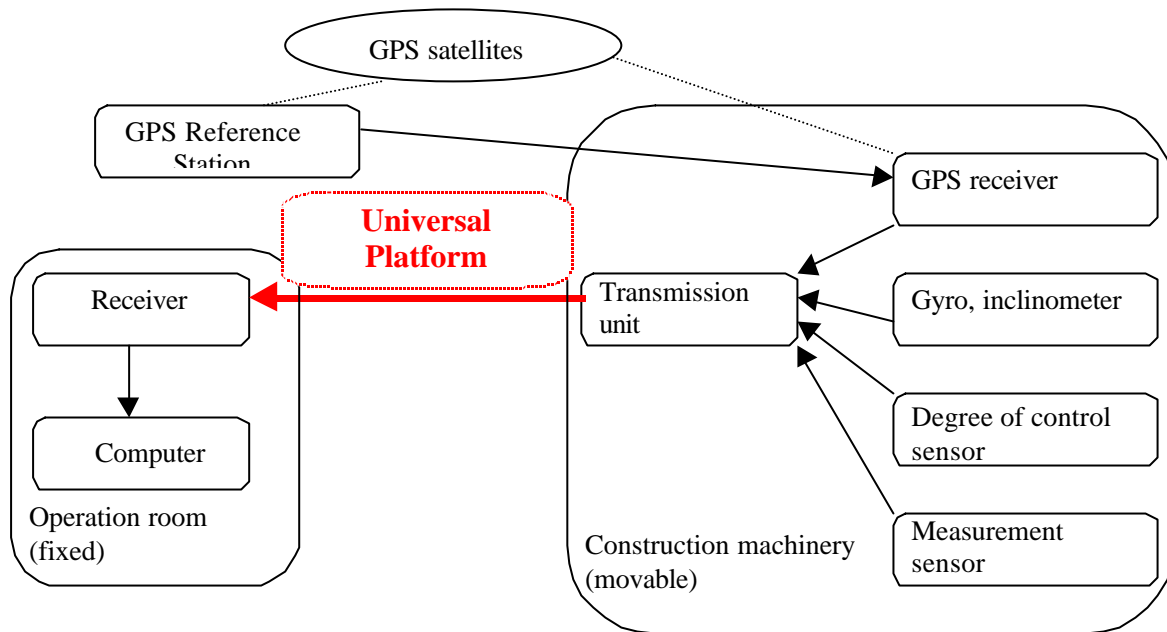 GPS satellites
GPS Reference
Station
GPS receiver
Universal
Platform
Receiver
Transmission
unit
Gyro, inclinometer
Computer
Degree of control
sensor
Operation room
(fixed)
Construction machinery
(movable)
Measurement
sensor